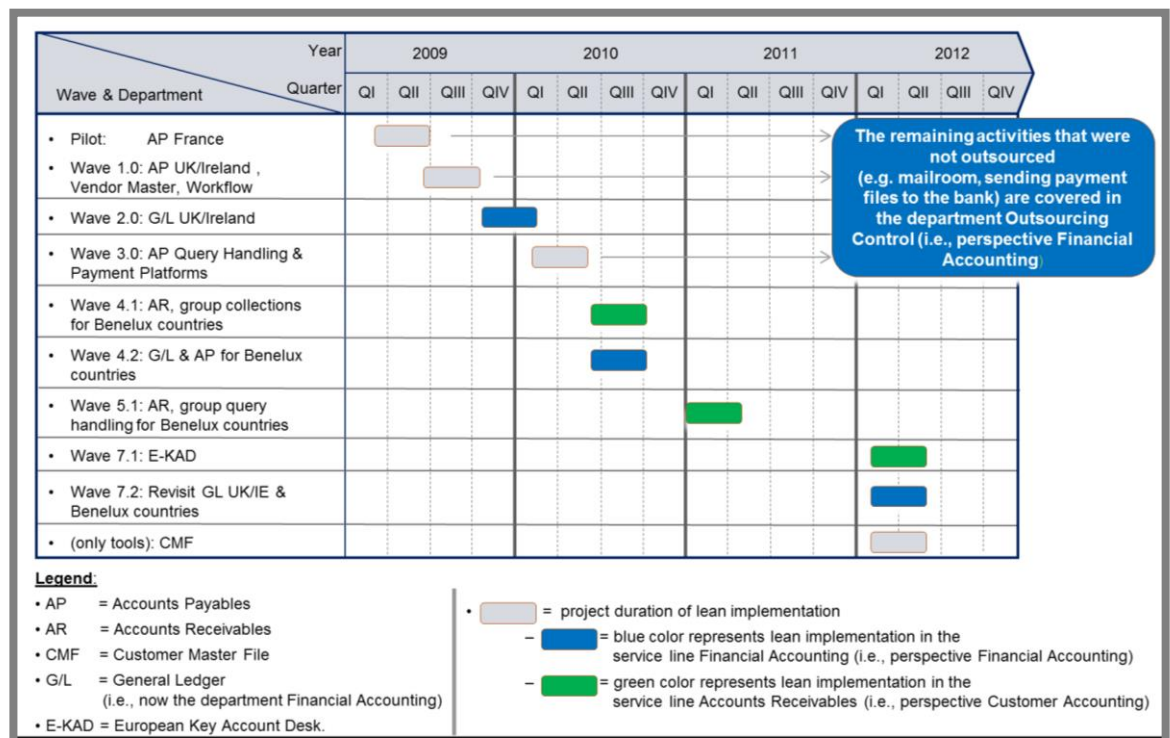 Year
2009
2010
2011
2012
Wave & Department
Quarter
QI QII QIII QIV QI QII QIII QIV QI QII QIII QIV QI QII QIII QIV
• Pilot: AP France
• Wave 1.0: AP UK/Ireland ,
Vendor Master, Workflow
• Wave 2.0: G/L UK/Ireland
• Wave 3.0: AP Query Handling &
Payment Platforms
• Wave 4.1: AR, group collections
for Benelux countries
• Wave 4.2: G/L & AP for Benelux
countries
• Wave 5.1: AR, group query
handling for Benelux countries
• Wave 7.1: E-KAD
• Wave 7.2: Revisit GL UK/IE &
Benelux countries
• (only tools): CMF
The remaining activities that were
not outsourced
(e.g. mailroom, sending payment
files to the bank) are covered in
the department Outsourcing
Control (i.e., perspective Financial
Accounting)
Legend:
• AP = Accounts Payables
• AR = Accounts Receivables
• CMF = Customer Master File
• G/L = General Ledger
(i.e., now the department Financial Accounting)
• E-KAD = European Key Account Desk.
• = project duration of lean implementation
– = blue color represents lean implementation in the
service line Financial Accounting (i.e., perspective Financial Accounting)
– = green color represents lean implementation in the
service line Accounts Receivables (i.e., perspective Customer Accounting)